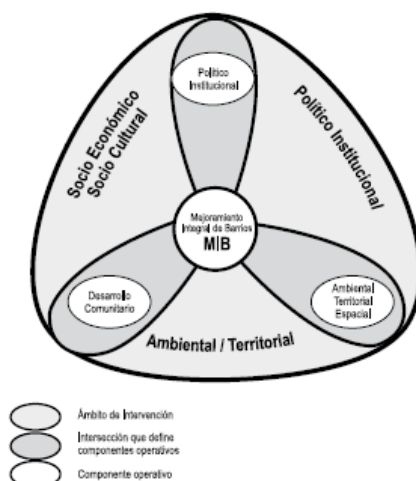 Político
Institucional
Socio Económico
Socio Cultural
Político Institucional
Mejoramiento
Integral de Barrios
MIB
Desarrollo
Comunitario
Ambiental
Territorial
Espacial
Ambiental / Territorial
Ámbito de Intervención
Intersección que define
componentes operativos
Componente operativo